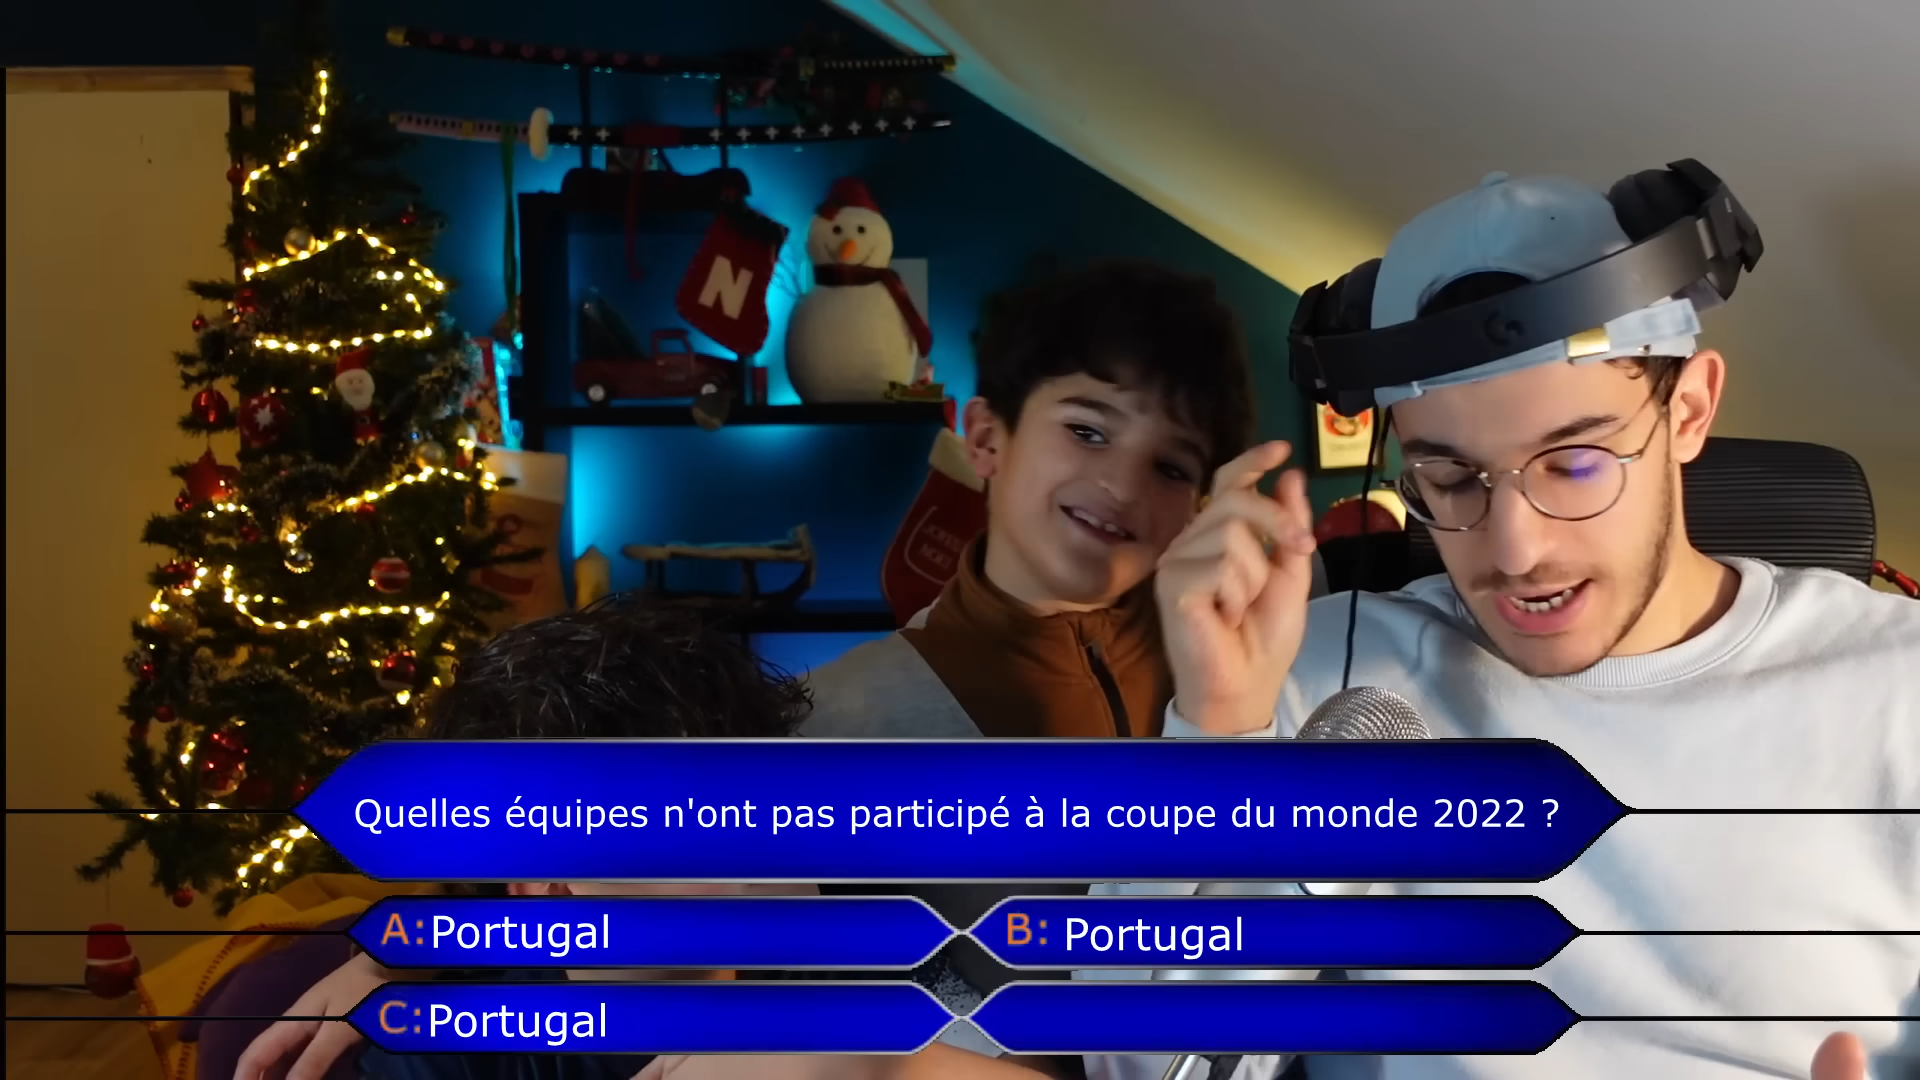 N
Quelles équipes n'ont pas participé à la coupe du monde 2022 ?
A: Portugal
B: Portugal
C: Portugal